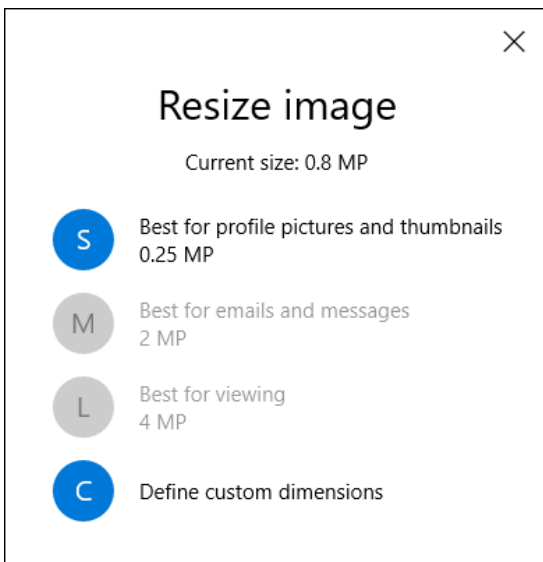 Resize image
Current size: 0.8 MP
S
Best for profile pictures and thumbnails
0.25 MP
M
Best for emails and messages
2 MP
L
Best for viewing
4 MP
C
Define custom dimensions